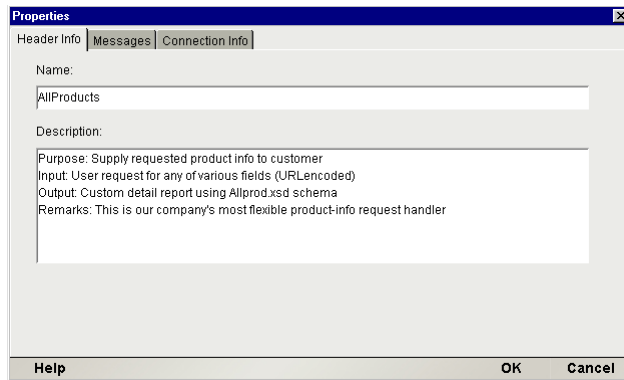 Properties
Header Info Messages Connection Info
Name:
AllProducts
Description:
Purpose: Supply requested product info to customer
Input: User request for any of various fields (URLencoded)
Output: Custom detail report using Allprod.xsd schema
Remarks: This is our company's most flexible product-info request handler
Help OK Cancel